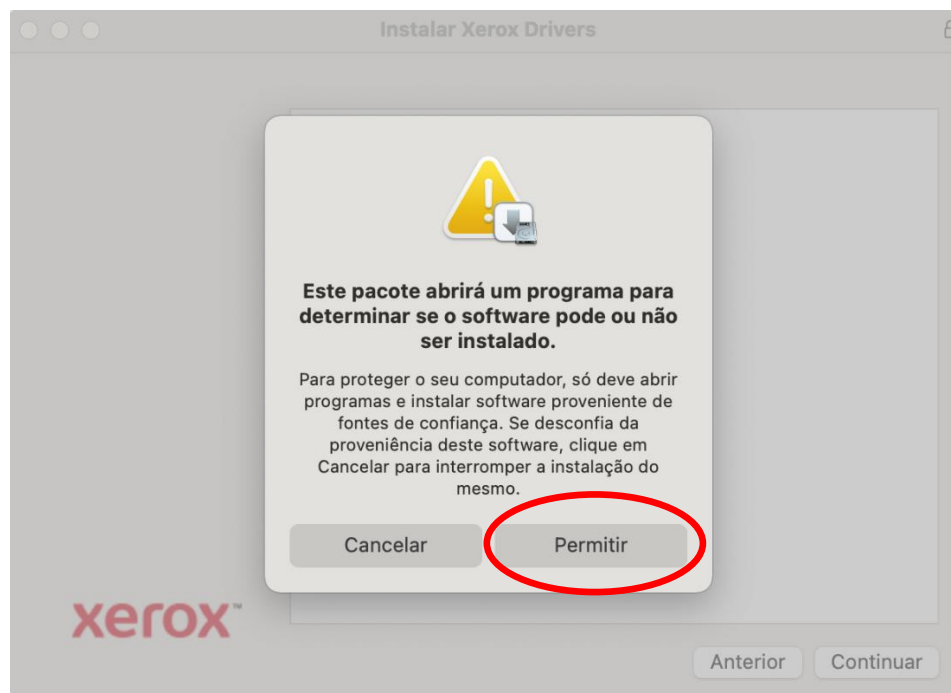 Instalar Xerox Drivers
Este pacote abrirá um programa para
determinar se o software pode ou não
ser instalado.
Para proteger o seu computador, só deve abrir
programas e instalar software proveniente de
fontes de confiança. Se desconfia da
proveniência deste software, clique em
Cancelar para interromper a instalação do
mesmo.
Cancelar
Permitir
xerox™
Anterior
Continuar